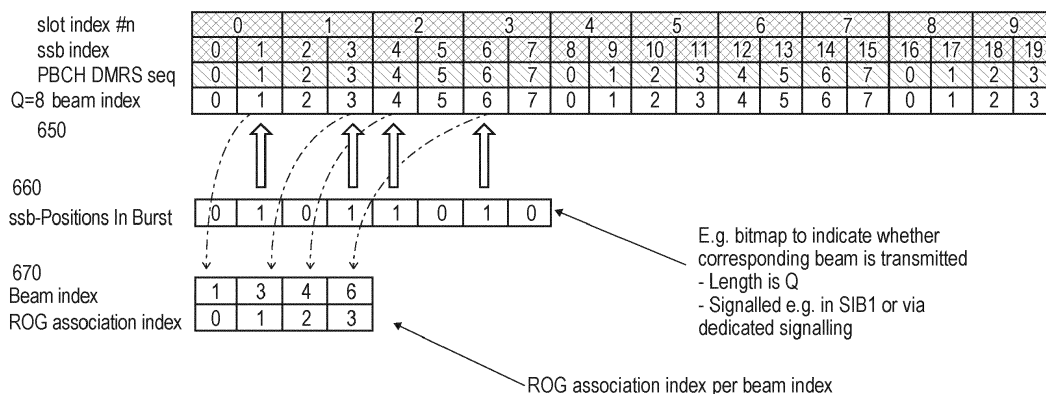 slot index #n 0 1 2 3 4 5 6 7 8 9
ssb index 0 1 2 3 4 5 6 7 8 9 10 11 12 13 14 15 16 17 18 19
PBCH DMRS seq 0 1 2 3 4 5 6 7 0 1 2 3 4 5 6 7 0 1 2 3
Q=8 beam index 0 1 2 3 4 5 6 7 0 1 2 3 4 5 6 7 0 1 2 3
650
660
ssb-Positions In Burst 0 1 0 1 1 0 1 0
E.g. bitmap to indicate whether
corresponding beam is transmitted
- Length is Q
- Signalled e.g. in SIB1 or via
dedicated signalling
670
Beam index 1 3 4 6
ROG association index 0 1 2 3
ROG association index per beam index